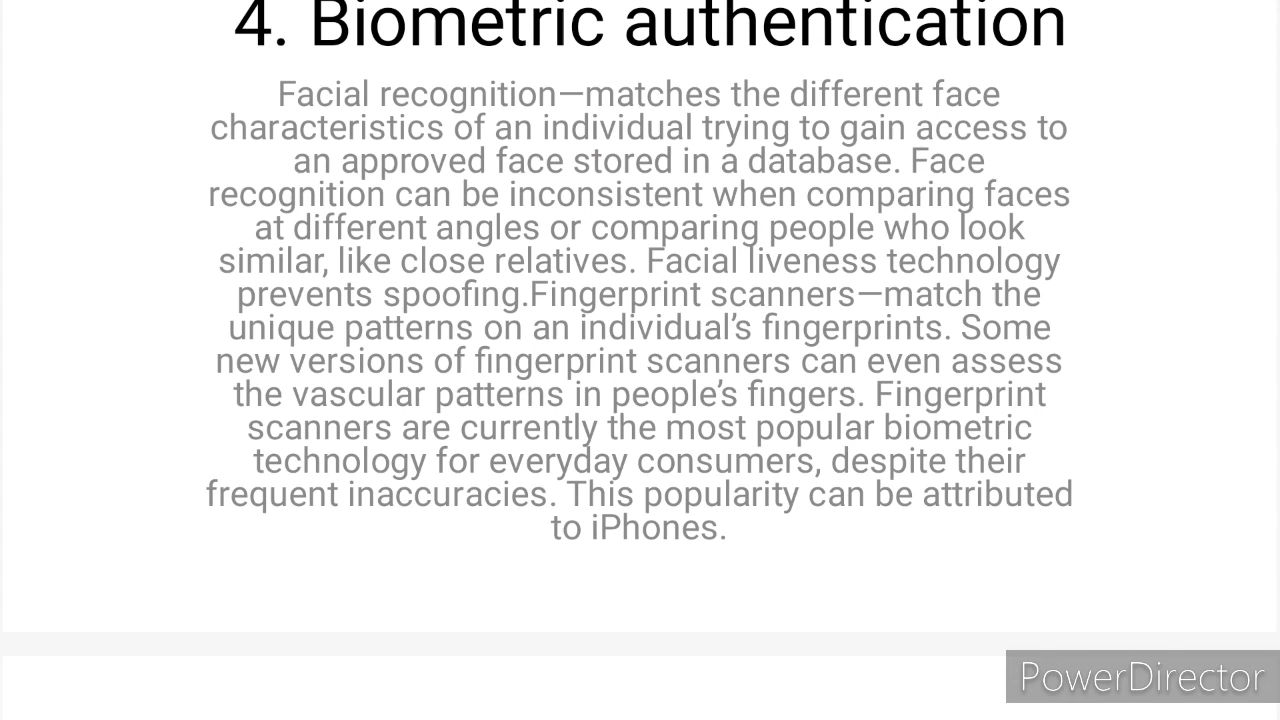 4. Biometric authentication
Facial recognition—matches the different face
characteristics of an individual trying to gain access to
an approved face stored in a database. Face
recognition can be inconsistent when comparing faces
at different angles or comparing people who look
similar, like close relatives. Facial liveness technology
prevents spoofing.Fingerprint scanners—match the
unique patterns on an individual’s fingerprints. Some
new versions of fingerprint scanners can even assess
the vascular patterns in people’s fingers. Fingerprint
scanners are currently the most popular biometric
technology for everyday consumers, despite their
frequent inaccuracies. This popularity can be attributed
to iPhones.
PowerDirector